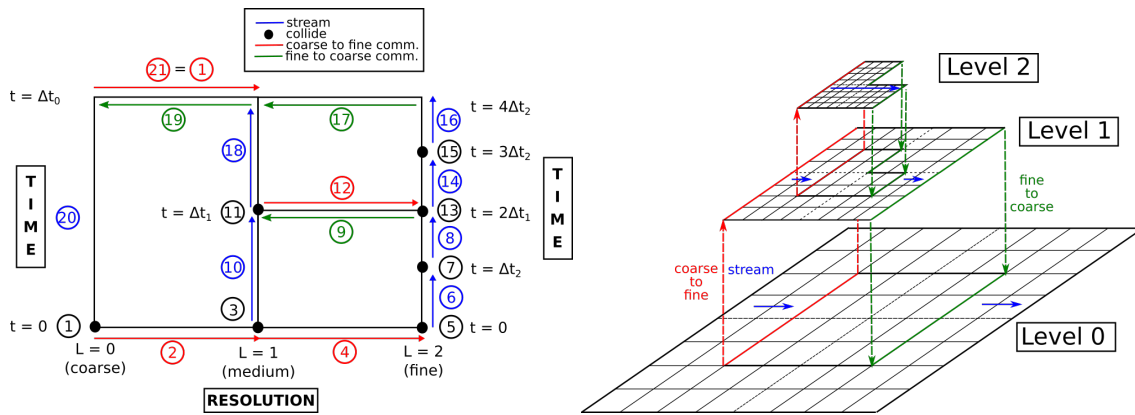 stream
collide
coarse to fine comm.
fine to coarse comm.
21 = 1
t = Δt₀
19
17
t = 4Δt₂
16
18
15
t = 3Δt₂
14
12
T
I
M
E
20
t = Δt₁
11
13
t = 2Δt₁
9
8
10
7
t = Δt₂
6
T
I
M
E
3
t = 0
1
5
t = 0
L = 0
(coarse)
2
L = 1
(medium)
4
L = 2
(fine)
RESOLUTION
Level 2
Level 1
fine
to
coarse
coarse
to
fine
stream
Level 0